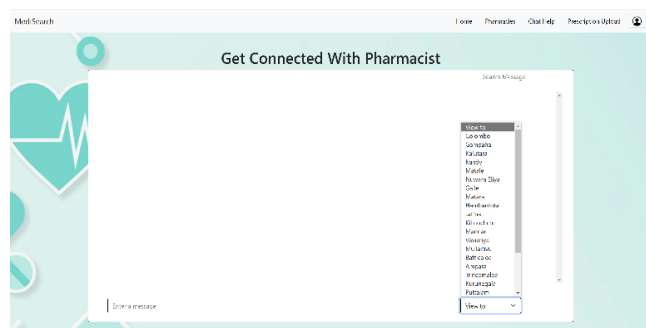 MediSearch
Home Pharmacies Chat Help Prescription Upload
Get Connected With Pharmacist
Search Message
View to
Colombo
Gampaha
Kalutara
Kandy
Matale
Nuwara Eliya
Galle
Matara
Hambantota
Jaffna
Kilinochchi
Mannar
Vavuniya
Mullaitivu
Batticaloa
Ampara
Trincomalee
Kurunegala
Puttalam
Enter a message
View to